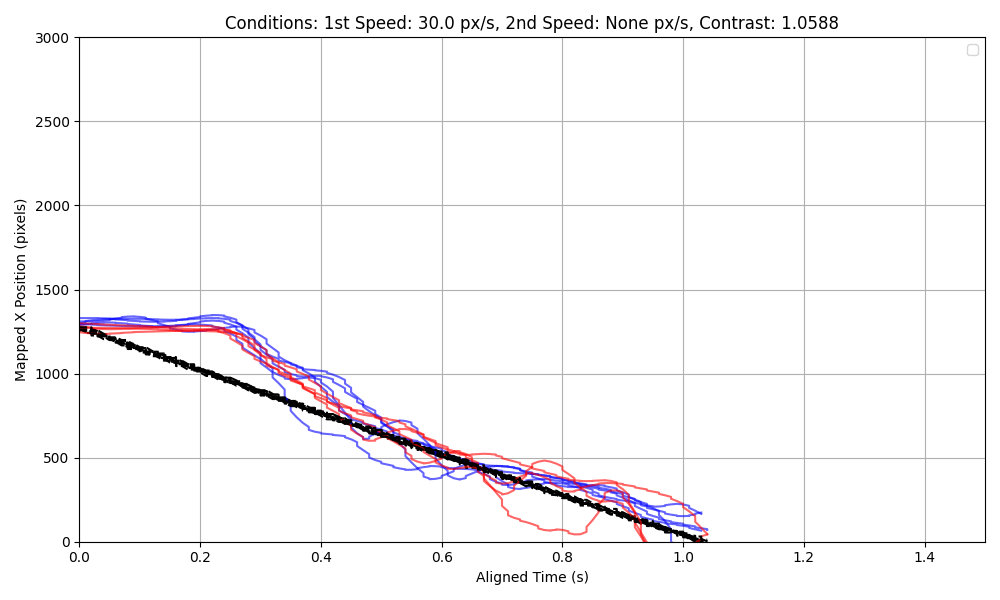 Conditions: 1st Speed: 30.0 px/s, 2nd Speed: None px/s, Contrast: 1.0588
Mapped X Position (pixels)
3000
2500
2000
1500
1000
500
0
0.0 0.2 0.4 0.6 0.8 1.0 1.2 1.4
Aligned Time (s)